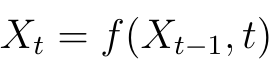 X_t = f(X_{t-1}, t)